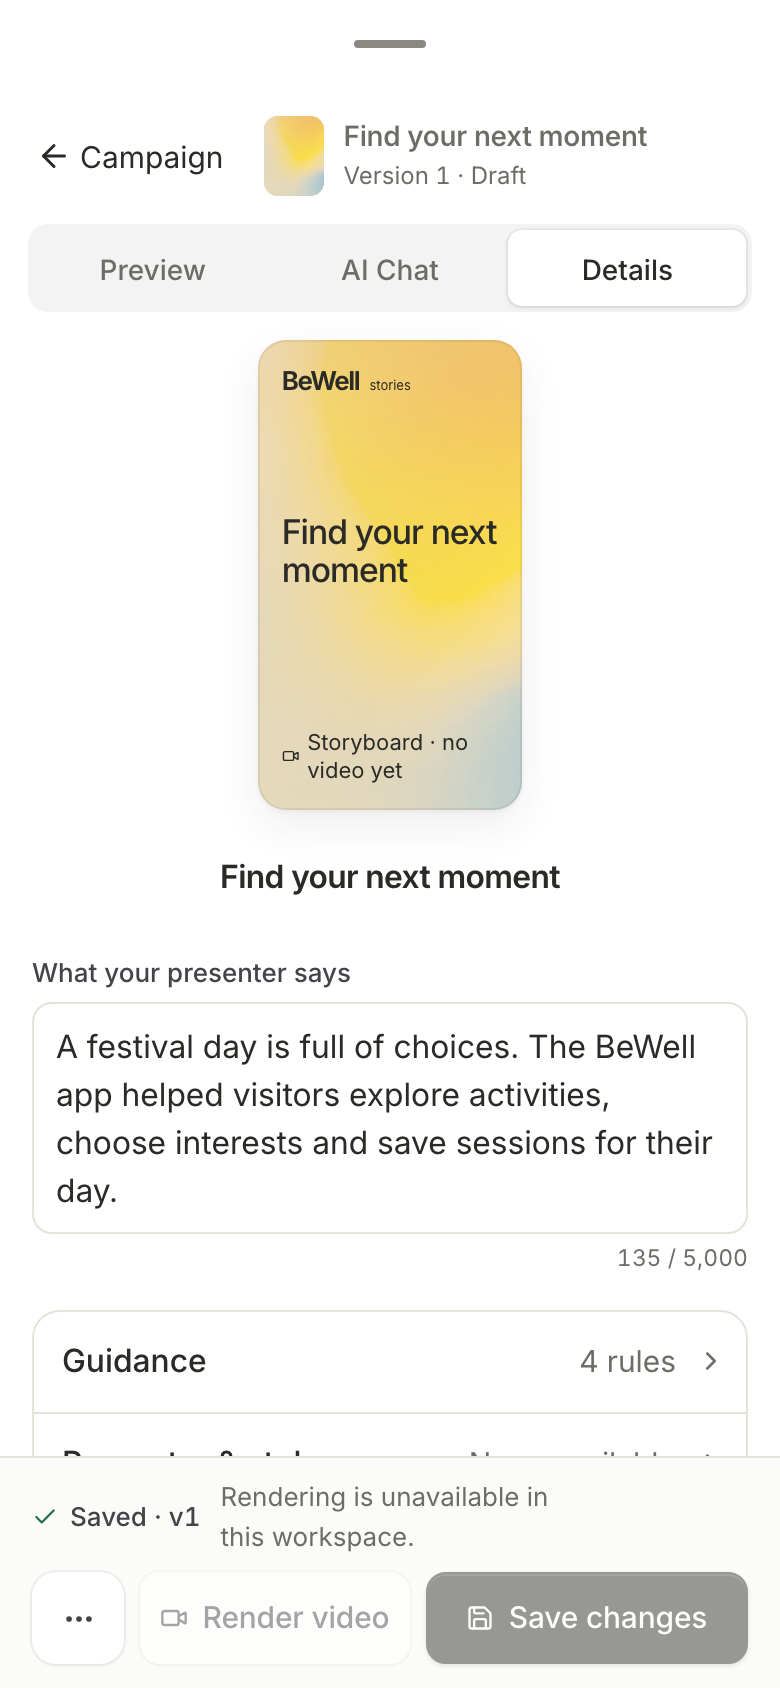 Campaign
Find your next moment
Version 1 · Draft
Preview
AI Chat
Details
BeWell stories
Find your next
moment
Storyboard · no
video yet
Find your next moment
What your presenter says
A festival day is full of choices. The BeWell
app helped visitors explore activities,
choose interests and save sessions for their
day.
135 / 5,000
Guidance
4 rules
Saved · v1
Rendering is unavailable in
this workspace.
Render video
Save changes